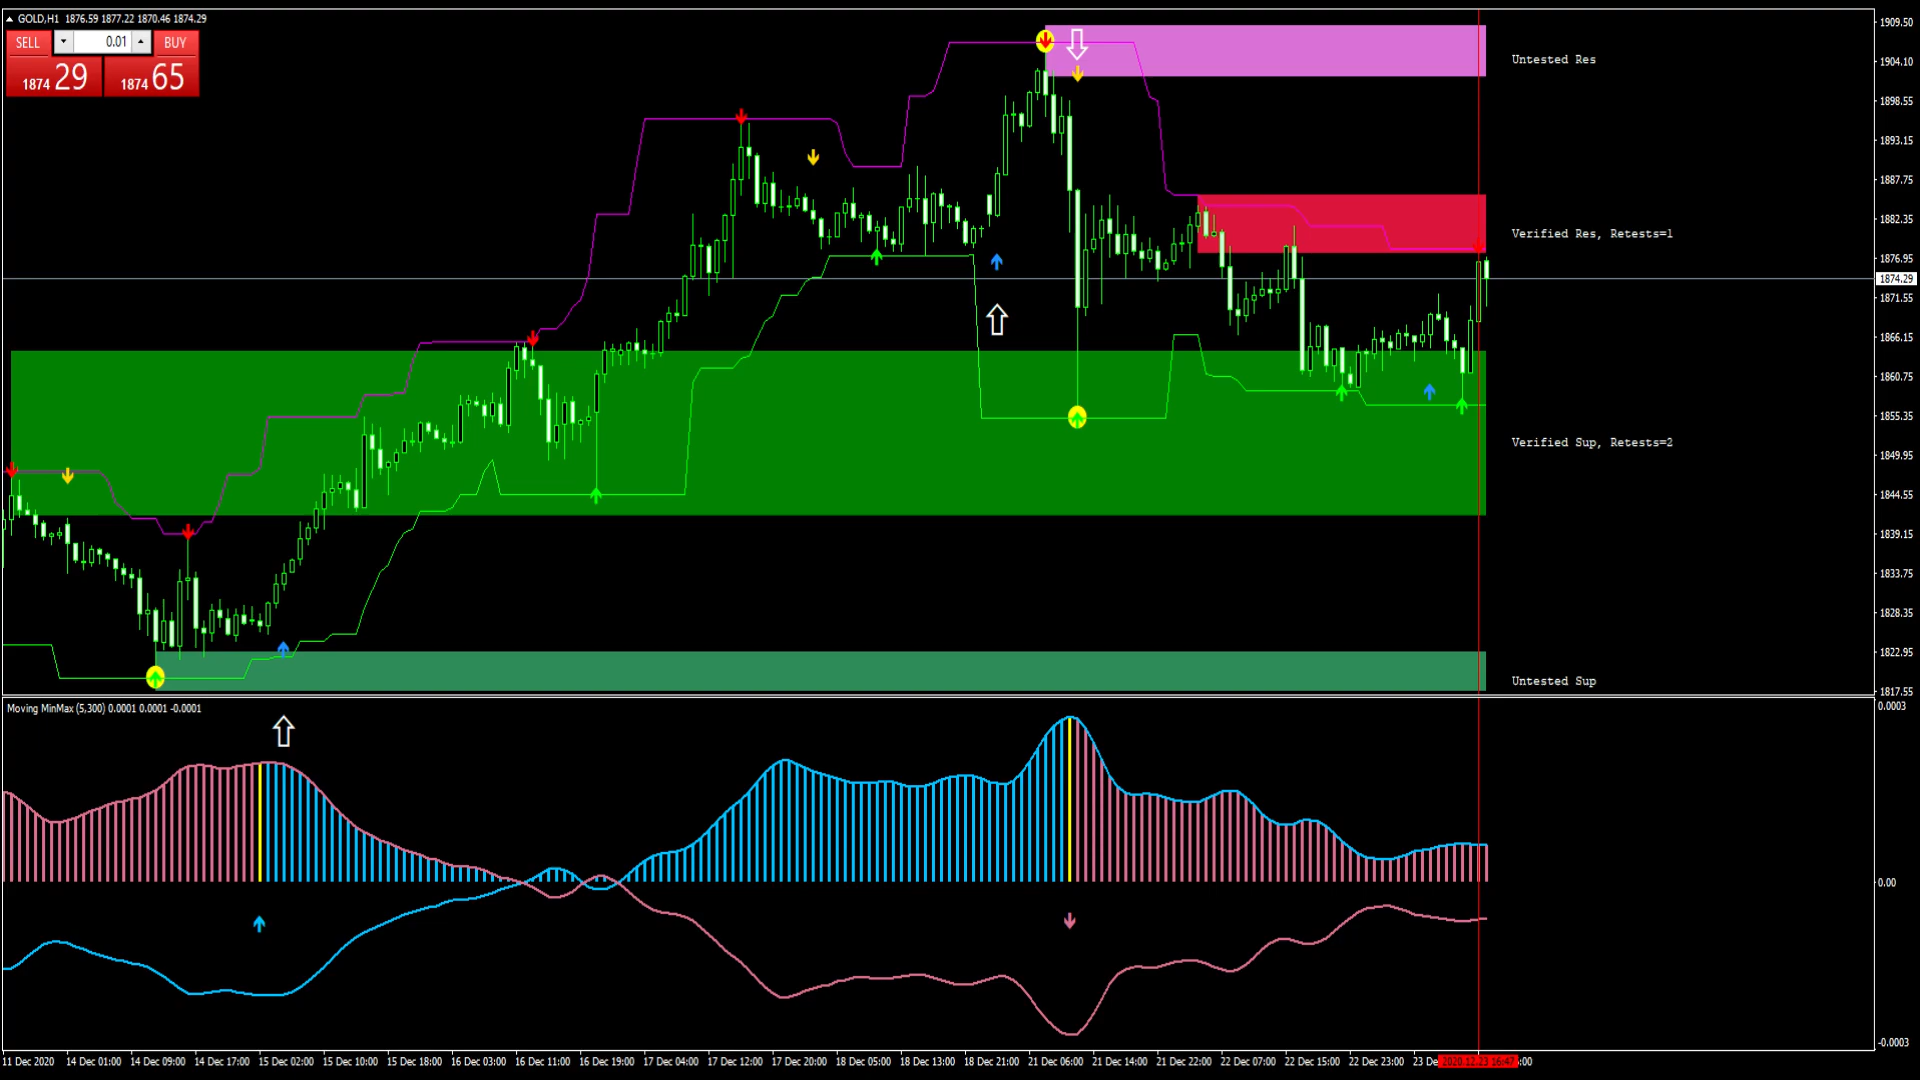 GOLD,H1 1876.59 1877.22 1870.46 1874.29
SELL 0.01 BUY
1874 29 1874 65
1909.50
Untested Res
1904.10
1898.55
1893.15
1887.75
1882.35
Verified Res, Retests=1
1876.95
1874.29
1871.55
1866.15
1860.75
1855.35
Verified Sup, Retests=2
1849.95
1844.55
1839.15
1833.75
1828.35
1822.95
Untested Sup
1817.55
Moving MinMax (5,300) 0.0001 0.0001 -0.0001
0.0003
0.00
-0.0003
11 Dec 2020 14 Dec 01:00 14 Dec 09:00 14 Dec 17:00 15 Dec 02:00 15 Dec 10:00 15 Dec 18:00 16 Dec 03:00 16 Dec 11:00 16 Dec 19:00 17 Dec 04:00 17 Dec 12:00 17 Dec 20:00 18 Dec 05:00 18 Dec 13:00 18 Dec 21:00 21 Dec 06:00 21 Dec 14:00 21 Dec 22:00 22 Dec 07:00 22 Dec 15:00 22 Dec 23:00 23 De 2020.12.23 16:47 :00